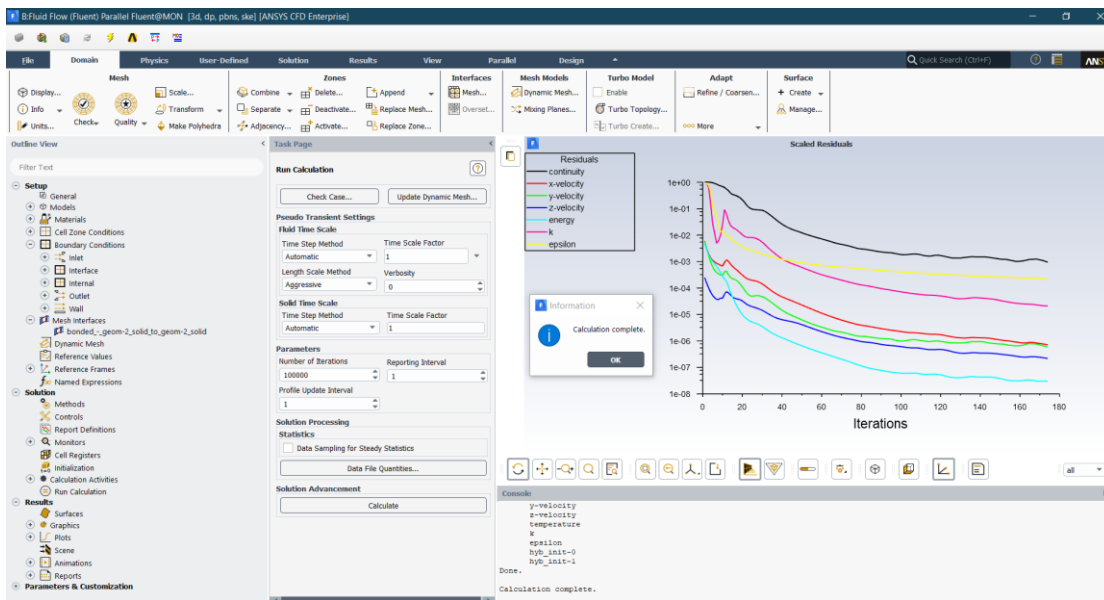 B:Fluid Flow (Fluent) Parallel Fluent@MON [3d, dp, pbns, ske] [ANSYS CFD Enterprise]
File Domain Physics User-Defined Solution Results View Parallel Design
Quick Search (Ctrl+F)
Mesh
Display...
Info
Units...
Check
Quality
Scale...
Transform
Make Polyhedra
Zones
Combine
Separate
Adjacency...
Delete...
Deactivate...
Activate...
Append
Replace Mesh...
Replace Zone...
Interfaces
Mesh...
Overset...
Mesh Models
Dynamic Mesh...
Mixing Planes...
Turbo Model
Enable
Turbo Topology...
Turbo Create...
Adapt
Refine / Coarsen...
More
Surface
+ Create
Manage...
Outline View
Filter Text
Setup
General
Models
Materials
Cell Zone Conditions
Boundary Conditions
Inlet
Interface
Internal
Outlet
Wall
Mesh Interfaces
bonded_-_geom-2_solid_to_geom-2_solid
Dynamic Mesh
Reference Values
Reference Frames
Named Expressions
Solution
Methods
Controls
Report Definitions
Monitors
Cell Registers
Initialization
Calculation Activities
Run Calculation
Results
Surfaces
Graphics
Plots
Scene
Animations
Reports
Parameters & Customization
Task Page
Run Calculation
Check Case... Update Dynamic Mesh...
Pseudo Transient Settings
Fluid Time Scale
Time Step Method Time Scale Factor
Automatic 1
Length Scale Method Verbosity
Aggressive 0
Solid Time Scale
Time Step Method Time Scale Factor
Automatic 1
Parameters
Number of Iterations Reporting Interval
100000 1
Profile Update Interval
1
Solution Processing
Statistics
Data Sampling for Steady Statistics
Data File Quantities...
Solution Advancement
Calculate
Scaled Residuals
Residuals
continuity
x-velocity
y-velocity
z-velocity
energy
k
epsilon
1e+00
1e-01
1e-02
1e-03
1e-04
1e-05
1e-06
1e-07
1e-08
0 20 40 60 80 100 120 140 160 180
Iterations
Information
Calculation complete.
OK
all
Console
y-velocity
z-velocity
temperature
k
epsilon
hyb_init-0
hyb_init-1
Done.
Calculation complete.